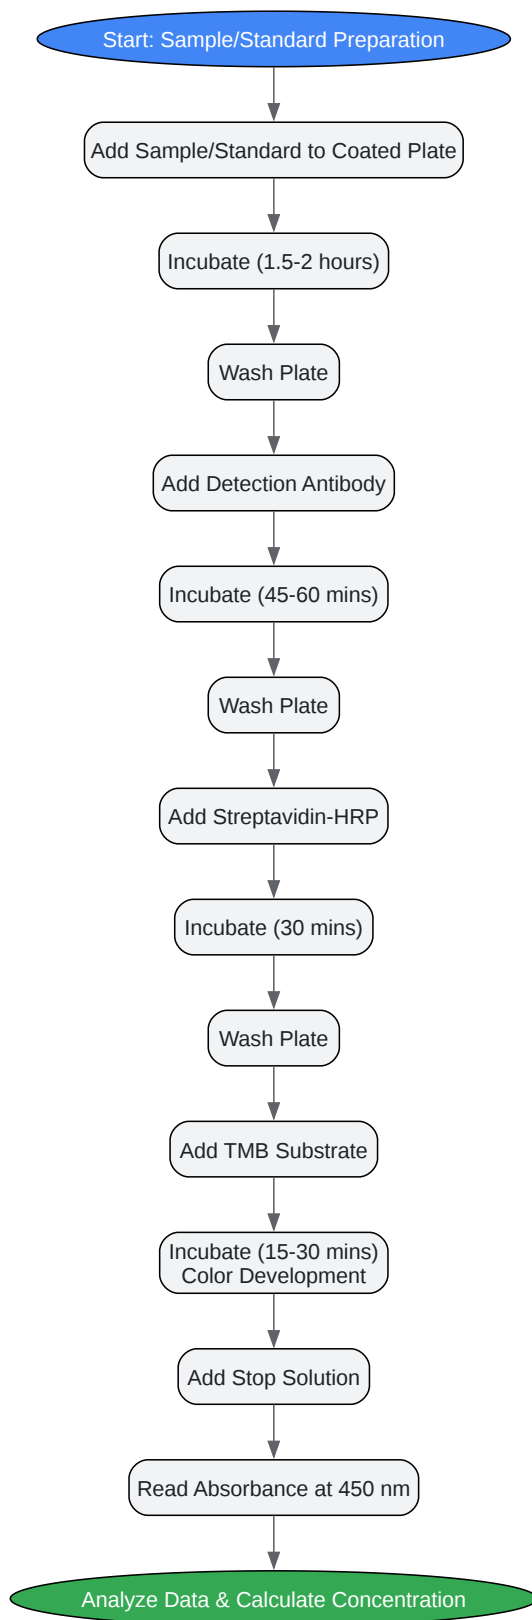 Start: Sample/Standard Preparation
Add Sample/Standard to Coated Plate
Incubate (1.5-2 hours)
Wash Plate
Add Detection Antibody
Incubate (45-60 mins)
Wash Plate
Add Streptavidin-HRP
Incubate (30 mins)
Wash Plate
Add TMB Substrate
Incubate (15-30 mins)
Color Development
Add Stop Solution
Read Absorbance at 450 nm
Analyze Data & Calculate Concentration